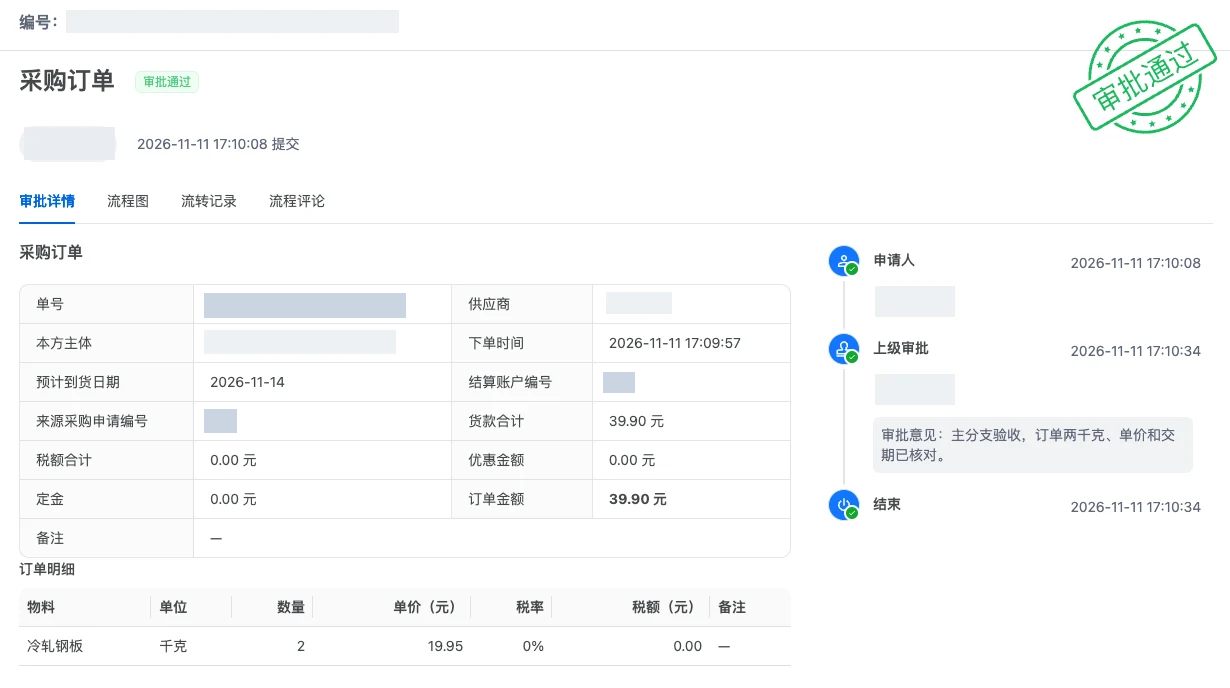 编号：
采购订单 审批通过
审批通过
2026-11-11 17:10:08 提交
审批详情 流程图 流转记录 流程评论
采购订单
单号 供应商
本方主体 下单时间 2026-11-11 17:09:57
预计到货日期 2026-11-14 结算账户编号
来源采购申请编号 货款合计 39.90 元
税额合计 0.00 元 优惠金额 0.00 元
定金 0.00 元 订单金额 39.90 元
备注 —
订单明细
物料 单位 数量 单价（元） 税率 税额（元） 备注
冷轧钢板 千克 2 19.95 0% 0.00 —
申请人 2026-11-11 17:10:08
上级审批 2026-11-11 17:10:34
审批意见：主分支验收，订单两千克、单价和交
期已核对。
结束 2026-11-11 17:10:34